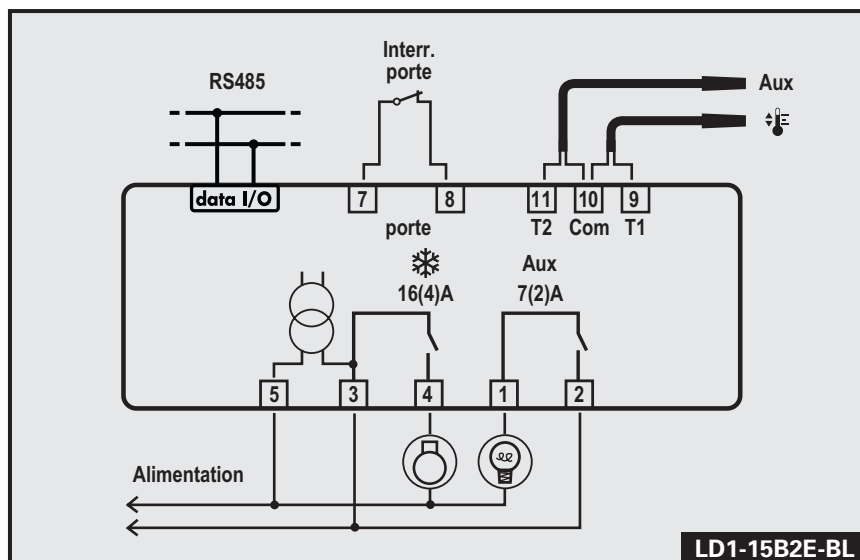 RS485
Interr.
porte
Aux
data I/O
7
8
11
10
9
porte
T2
Com
T1
16(4)A
Aux
7(2)A
5
3
4
1
2
Alimentation
LD1-15B2E-BL